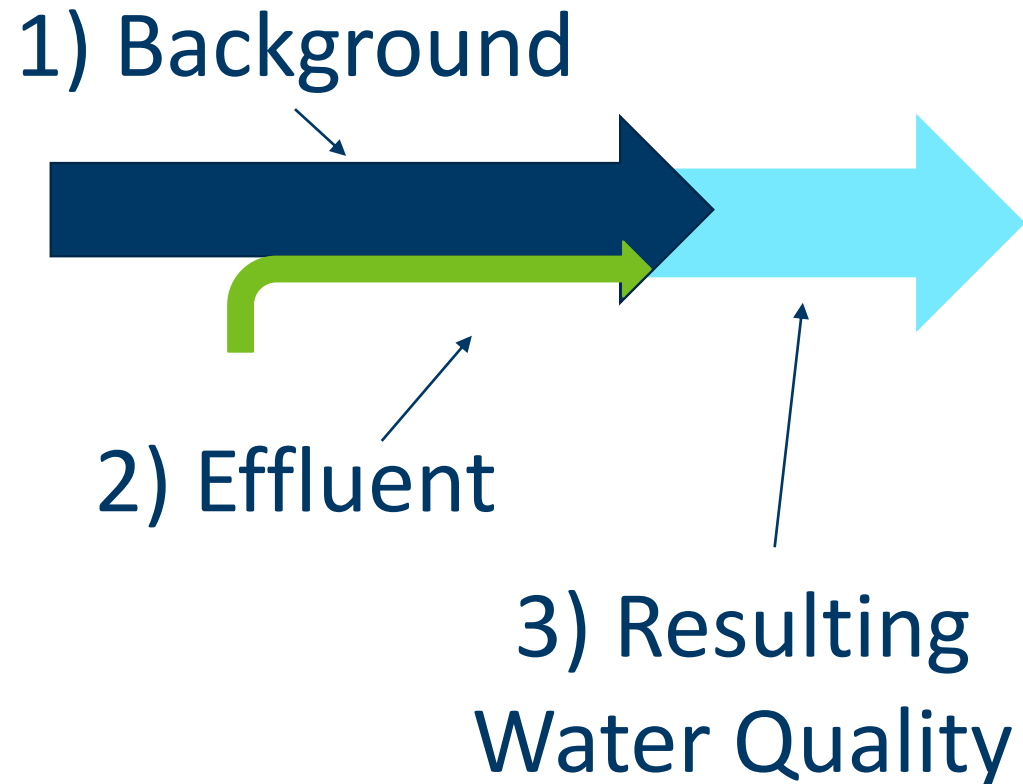 1) Background
2) Effluent
3) Resulting
Water Quality